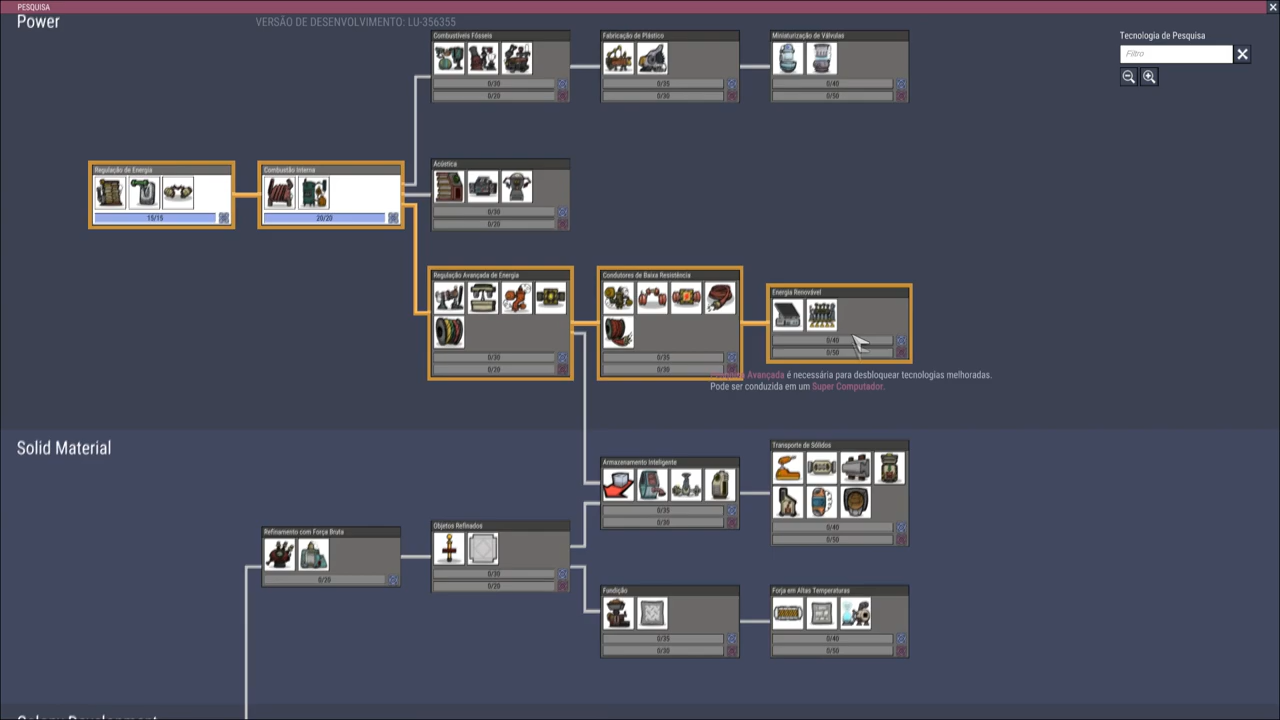 PESQUISA
Power
VERSÃO DE DESENVOLVIMENTO: LU-356355
Tecnologia de Pesquisa
Filtro
Combustíveis Fósseis
0/30
0/20
Fabricação de Plástico
0/35
0/30
Miniaturização de Válvulas
0/40
0/50
Regulação de Energia
15/15
Combustão Interna
20/20
Acústica
0/30
0/20
Regulação Avançada de Energia
0/30
0/20
Condutores de Baixa Resistência
0/35
0/30
Energia Renovável
0/40
0/50
Avançada é necessária para desbloquear tecnologias melhoradas.
Pode ser conduzida em um Super Computador.
Solid Material
Armazenamento Inteligente
0/35
0/30
Transporte de Sólidos
0/40
0/50
Refinamento com Força Bruta
0/20
Objetos Refinados
0/30
0/20
Fundição
0/35
0/30
Forja em Altas Temperaturas
0/40
0/50